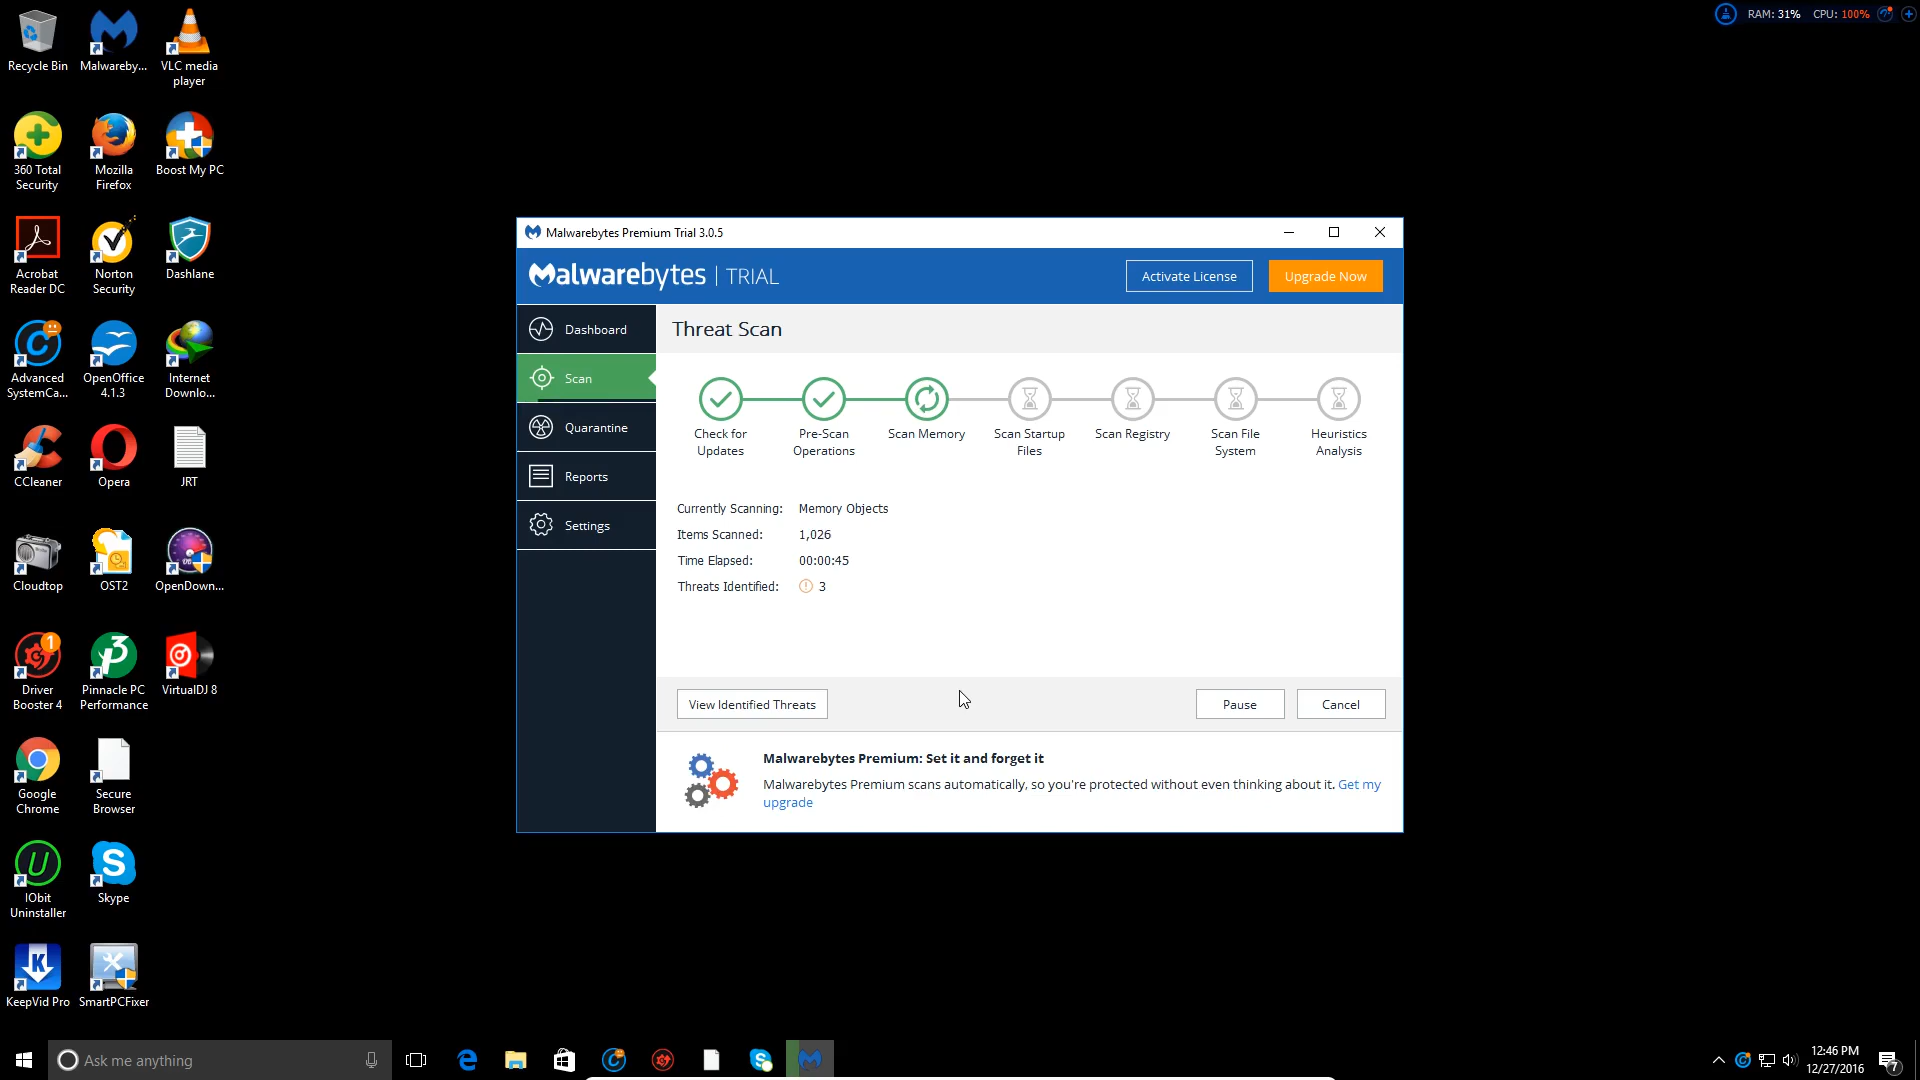 RAM: 31% CPU: 100%
Recycle Bin
Malwareby...
VLC media
player
360 Total
Security
Mozilla
Firefox
Boost My PC
Acrobat
Reader DC
Norton
Security
Dashlane
Advanced
SystemCa...
OpenOffice
4.1.3
Internet
Downlo...
CCleaner
Opera
JRT
Cloudtop
OST2
OpenDown...
1
Driver
Booster 4
Pinnacle PC
Performance
VirtualDJ 8
Google
Chrome
Secure
Browser
IObit
Uninstaller
Skype
KeepVid Pro
SmartPCFixer
Malwarebytes Premium Trial 3.0.5
Malwarebytes | TRIAL
Activate License
Upgrade Now
Dashboard
Scan
Quarantine
Reports
Settings
Threat Scan
Check for
Updates
Pre-Scan
Operations
Scan Memory
Scan Startup
Files
Scan Registry
Scan File
System
Heuristics
Analysis
Currently Scanning: Memory Objects
Items Scanned: 1,026
Time Elapsed: 00:00:45
Threats Identified: 3
View Identified Threats
Pause
Cancel
Malwarebytes Premium: Set it and forget it
Malwarebytes Premium scans automatically, so you're protected without even thinking about it. Get my
upgrade
Ask me anything
12:46 PM
12/27/2016
7